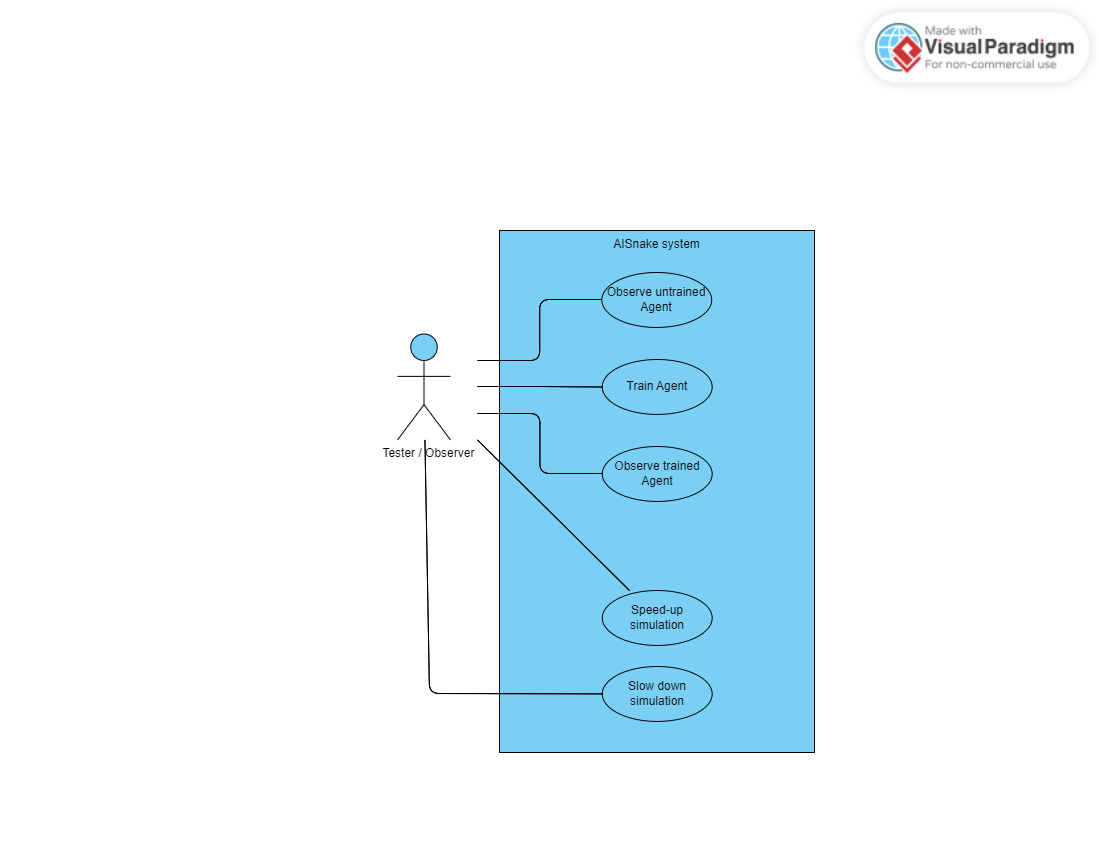 Made with
Visual Paradigm
For non-commercial use
AISnake system
Observe untrained
Agent
Train Agent
Tester / Observer
Observe trained
Agent
Speed-up
simulation
Slow down
simulation